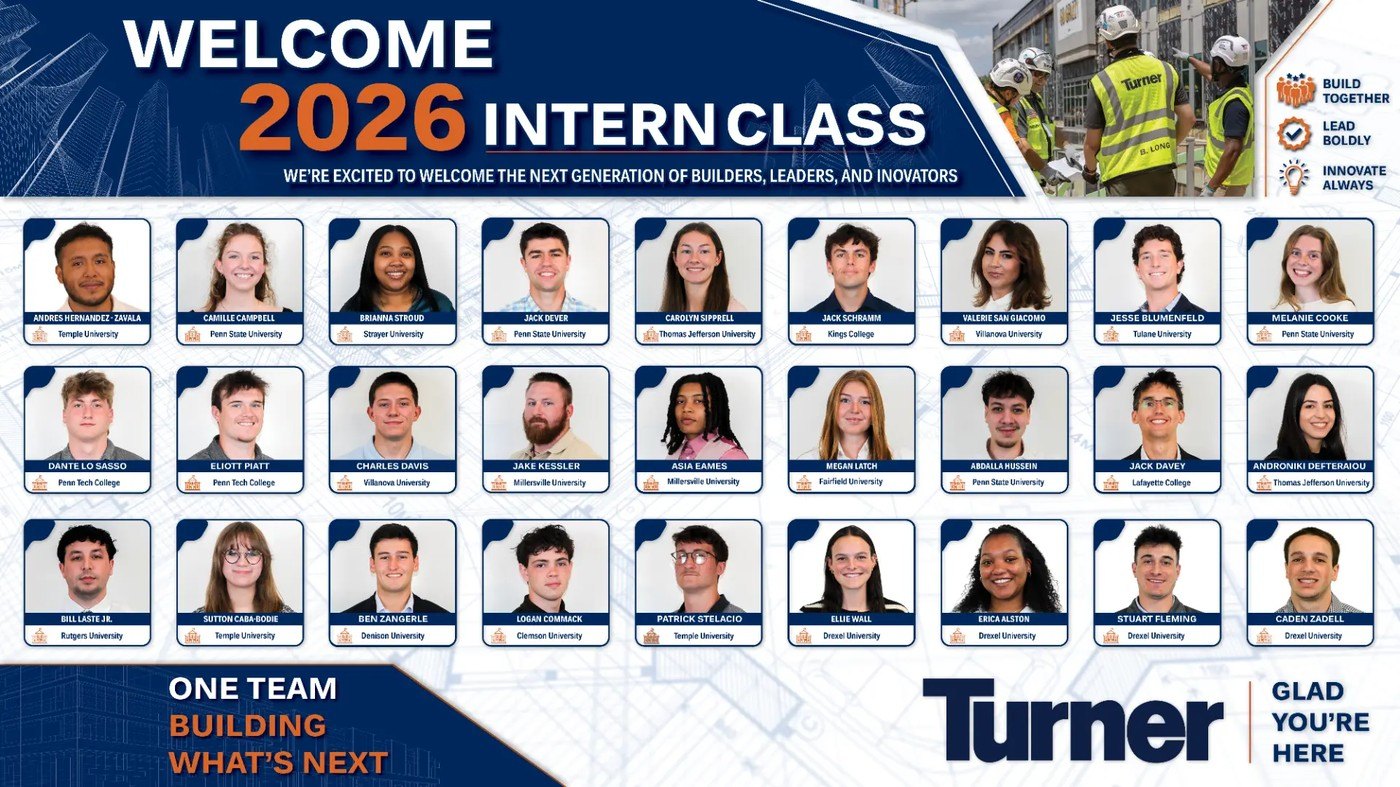 WELCOME
2026 INTERN CLASS
WE'RE EXCITED TO WELCOME THE NEXT GENERATION OF BUILDERS, LEADERS, AND INOVATORS
Turner
B. LONG
BUILD
TOGETHER
LEAD
BOLDLY
INNOVATE
ALWAYS
ANDRES HERNANDEZ-ZAVALA
Temple University
CAMILLE CAMPBELL
Penn State University
BRIANNA STROUD
Strayer University
JACK DEVER
Penn State University
CAROLYN SIPPRELL
Thomas Jefferson University
JACK SCHRAMM
Kings College
VALERIE SAN GIACOMO
Villanova University
JESSE BLUMENFELD
Tulane University
MELANIE COOKE
Penn State University
DANTE LO SASSO
Penn Tech College
ELIOTT PIATT
Penn Tech College
CHARLES DAVIS
Villanova University
JAKE KESSLER
Millersville University
ASIA EAMES
Millersville University
MEGAN LATCH
Fairfield University
ABDALLA HUSSEIN
Penn State University
JACK DAVEY
Lafayette College
ANDRONIKI DEFTERAIOU
Thomas Jefferson University
BILL LASTE JR.
Rutgers University
SUTTON CABA-BODIE
Temple University
BEN ZANGERLE
Denison University
LOGAN COMMACK
Clemson University
PATRICK STELACIO
Temple University
ELLIE WALL
Drexel University
ERICA ALSTON
Drexel University
STUART FLEMING
Drexel University
CADEN ZADELL
Drexel University
ONE TEAM
BUILDING
WHAT'S NEXT
Turner
GLAD
YOU'RE
HERE